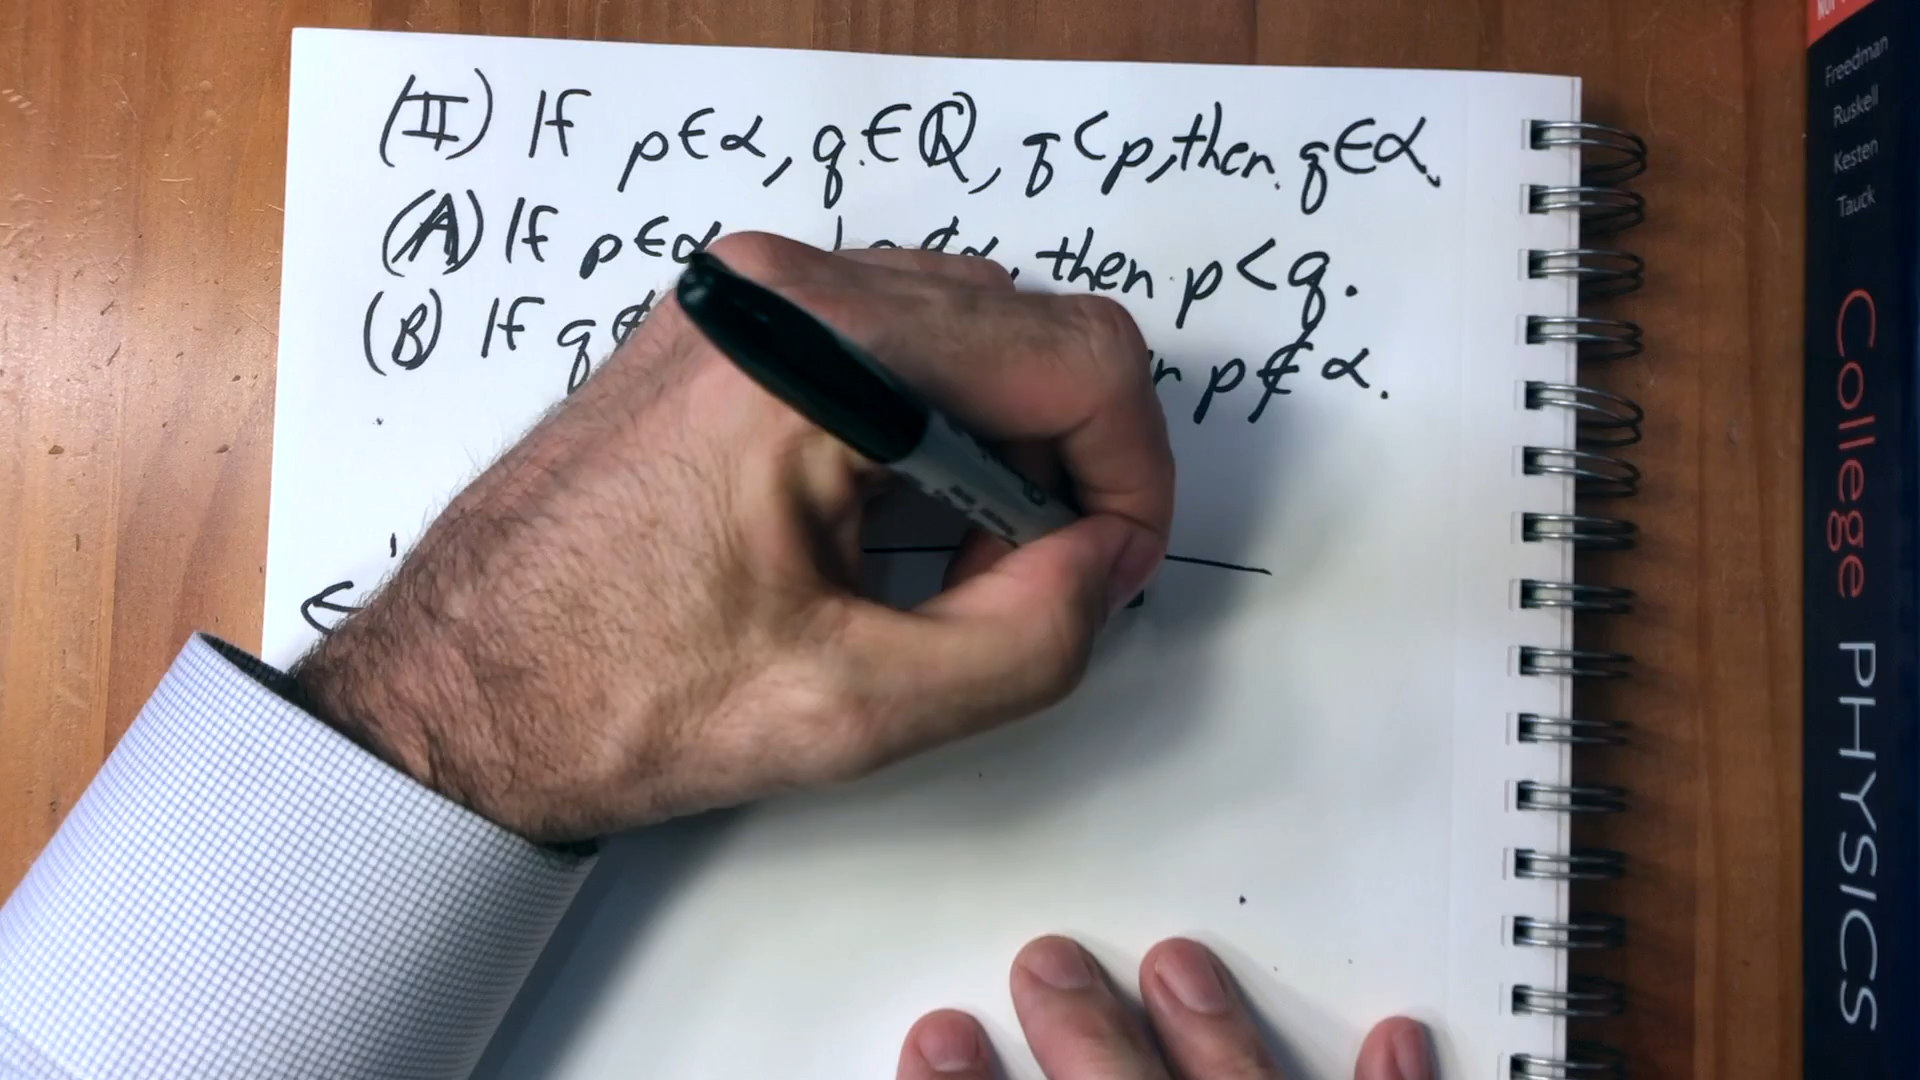 (II) If p∈α, q∈ℚ, q<p, then q∈α.
(A) If p∈α q∉α, then p<q.
(B) If q p∉α.
Freedman
Ruskell
Kesten
Tauck
College PHYSICS